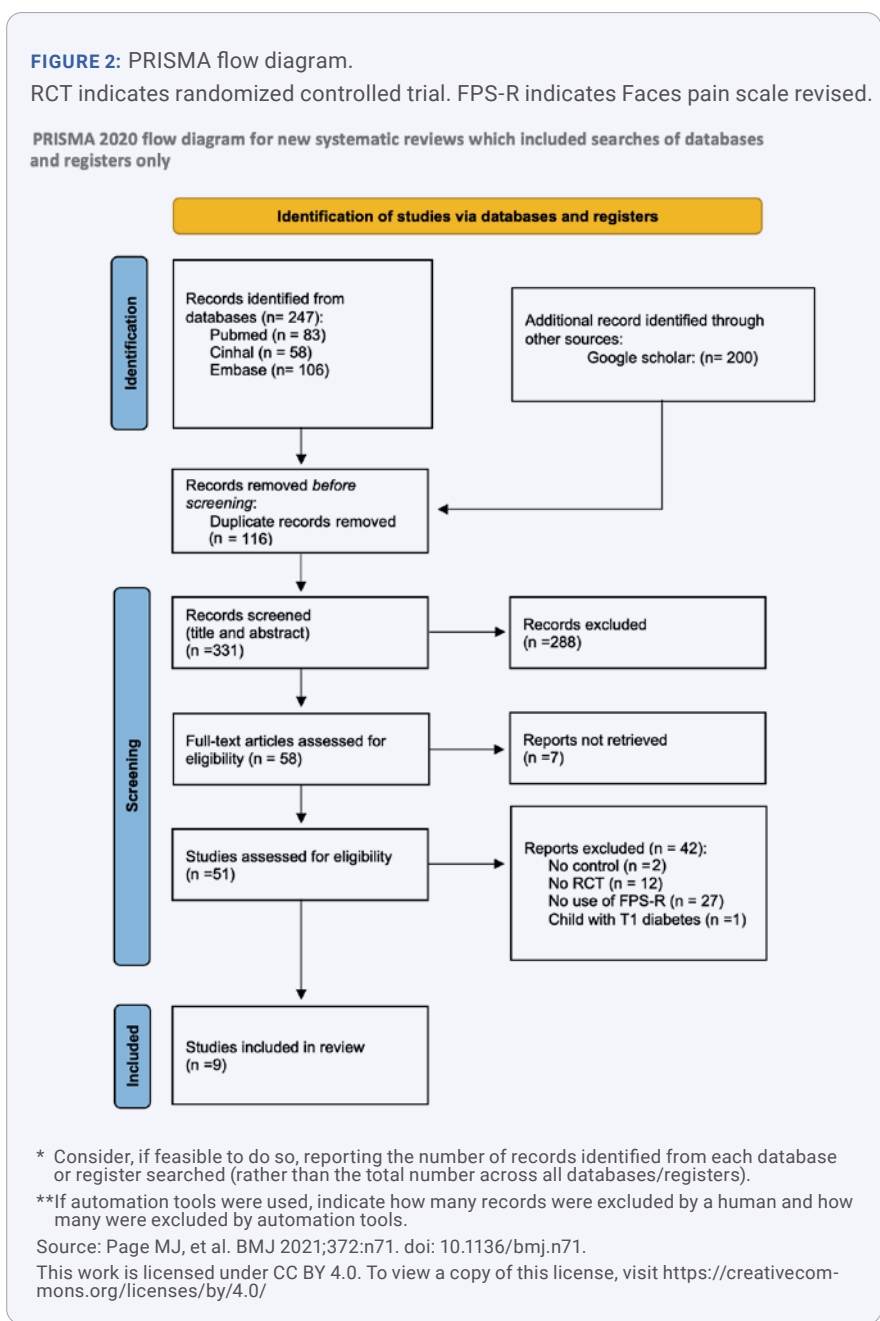 FIGURE 2: PRISMA flow diagram.
RCT indicates randomized controlled trial. FPS-R indicates Faces pain scale revised.
PRISMA 2020 flow diagram for new systematic reviews which included searches of databases
and registers only
Identification of studies via databases and registers
Identification
Records identified from
databases (n= 247):
Pubmed (n = 83)
Cinhal (n = 58)
Embase (n= 106)
Additional record identified through
other sources:
Google scholar: (n= 200)
Records removed before
screening:
Duplicate records removed
(n = 116)
Screening
Records screened
(title and abstract)
(n =331)
Records excluded
(n =288)
Full-text articles assessed for
eligibility (n = 58)
Reports not retrieved
(n =7)
Studies assessed for eligibility
(n =51)
Reports excluded (n = 42):
No control (n =2)
No RCT (n = 12)
No use of FPS-R (n = 27)
Child with T1 diabetes (n =1)
Included
Studies included in review
(n =9)
* Consider, if feasible to do so, reporting the number of records identified from each database
or register searched (rather than the total number across all databases/registers).
**If automation tools were used, indicate how many records were excluded by a human and how
many were excluded by automation tools.
Source: Page MJ, et al. BMJ 2021;372:n71. doi: 10.1136/bmj.n71.
This work is licensed under CC BY 4.0. To view a copy of this license, visit https://creativecom-
mons.org/licenses/by/4.0/